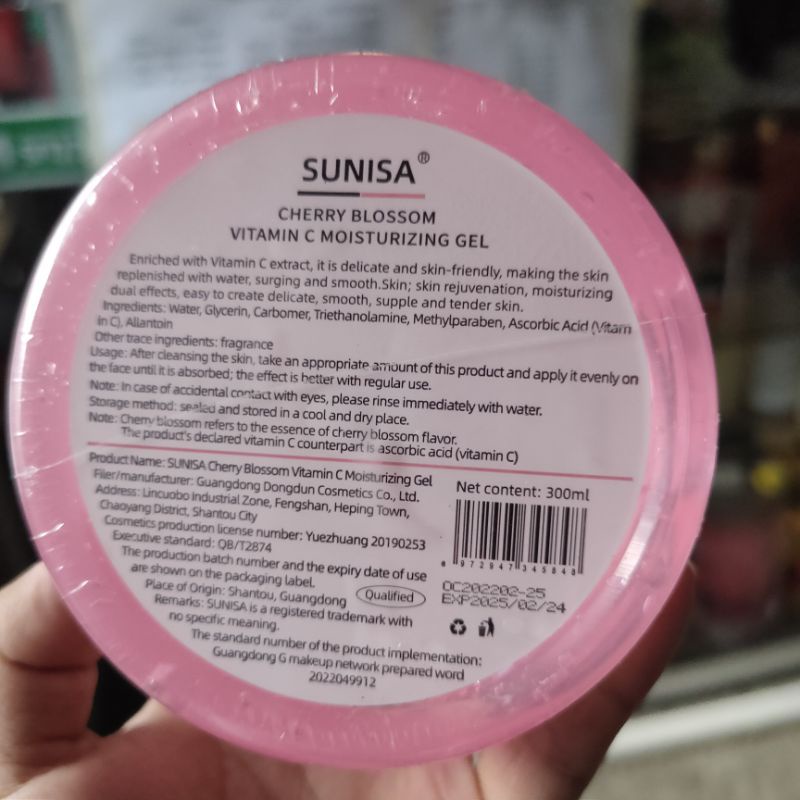 SUNISA®
CHERRY BLOSSOM
VITAMIN C MOISTURIZING GEL
Enriched with Vitamin C extract, it is delicate and skin-friendly, making the skin
replenished with water, surging and smooth.Skin; skin rejuvenation, moisturizing
dual effects, easy to create delicate, smooth, supple and tender skin.
Ingredients: Water, Glycerin, Carbomer, Triethanolamine, Methylparaben, Ascorbic Acid (Vitam
in C), Allantoin
Other trace ingredients: fragrance
Usage: After cleansing the skin, take an appropriate amount of this product and apply it evenly on
the face until it is absorbed; the effect is better with regular use.
Note: In case of accidental contact with eyes, please rinse immediately with water.
Storage method: sealed and stored in a cool and dry place.
Note: Cherry blossom refers to the essence of cherry blossom flavor.
The product's declared vitamin C counterpart is ascorbic acid (vitamin C)
Product Name: SUNISA Cherry Blossom Vitamin C Moisturizing Gel
Filer/manufacturer: Guangdong Dongdun Cosmetics Co., Ltd.
Address: Lincuobo Industrial Zone, Fengshan, Heping Town,
Chaoyang District, Shantou City
Cosmetics production license number: Yuezhuang 20190253
Executive standard: QB/T2874
The production batch number and the expiry date of use
are shown on the packaging label.
Place of Origin: Shantou, Guangdong
Qualified
Remarks: SUNISA is a registered trademark with
no specific meaning.
The standard number of the product implementation:
Guangdong G makeup network prepared word
2022049912
Net content: 300ml
6 972947 345848
QC202202-25
EXP2025/02/24